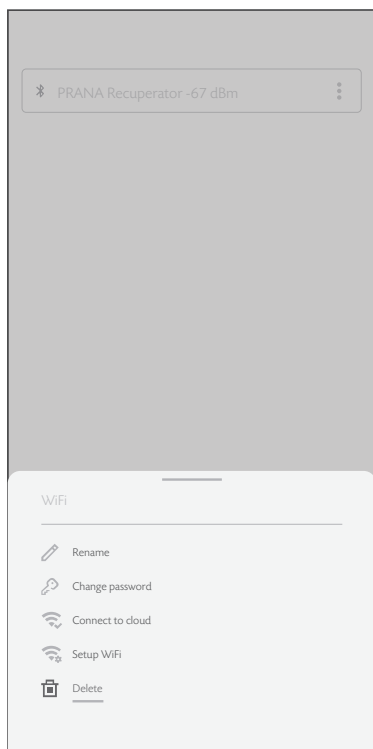 PRANA Recuperator -67 dBm
WiFi
Rename
Change password
Connect to cloud
Setup WiFi
Delete